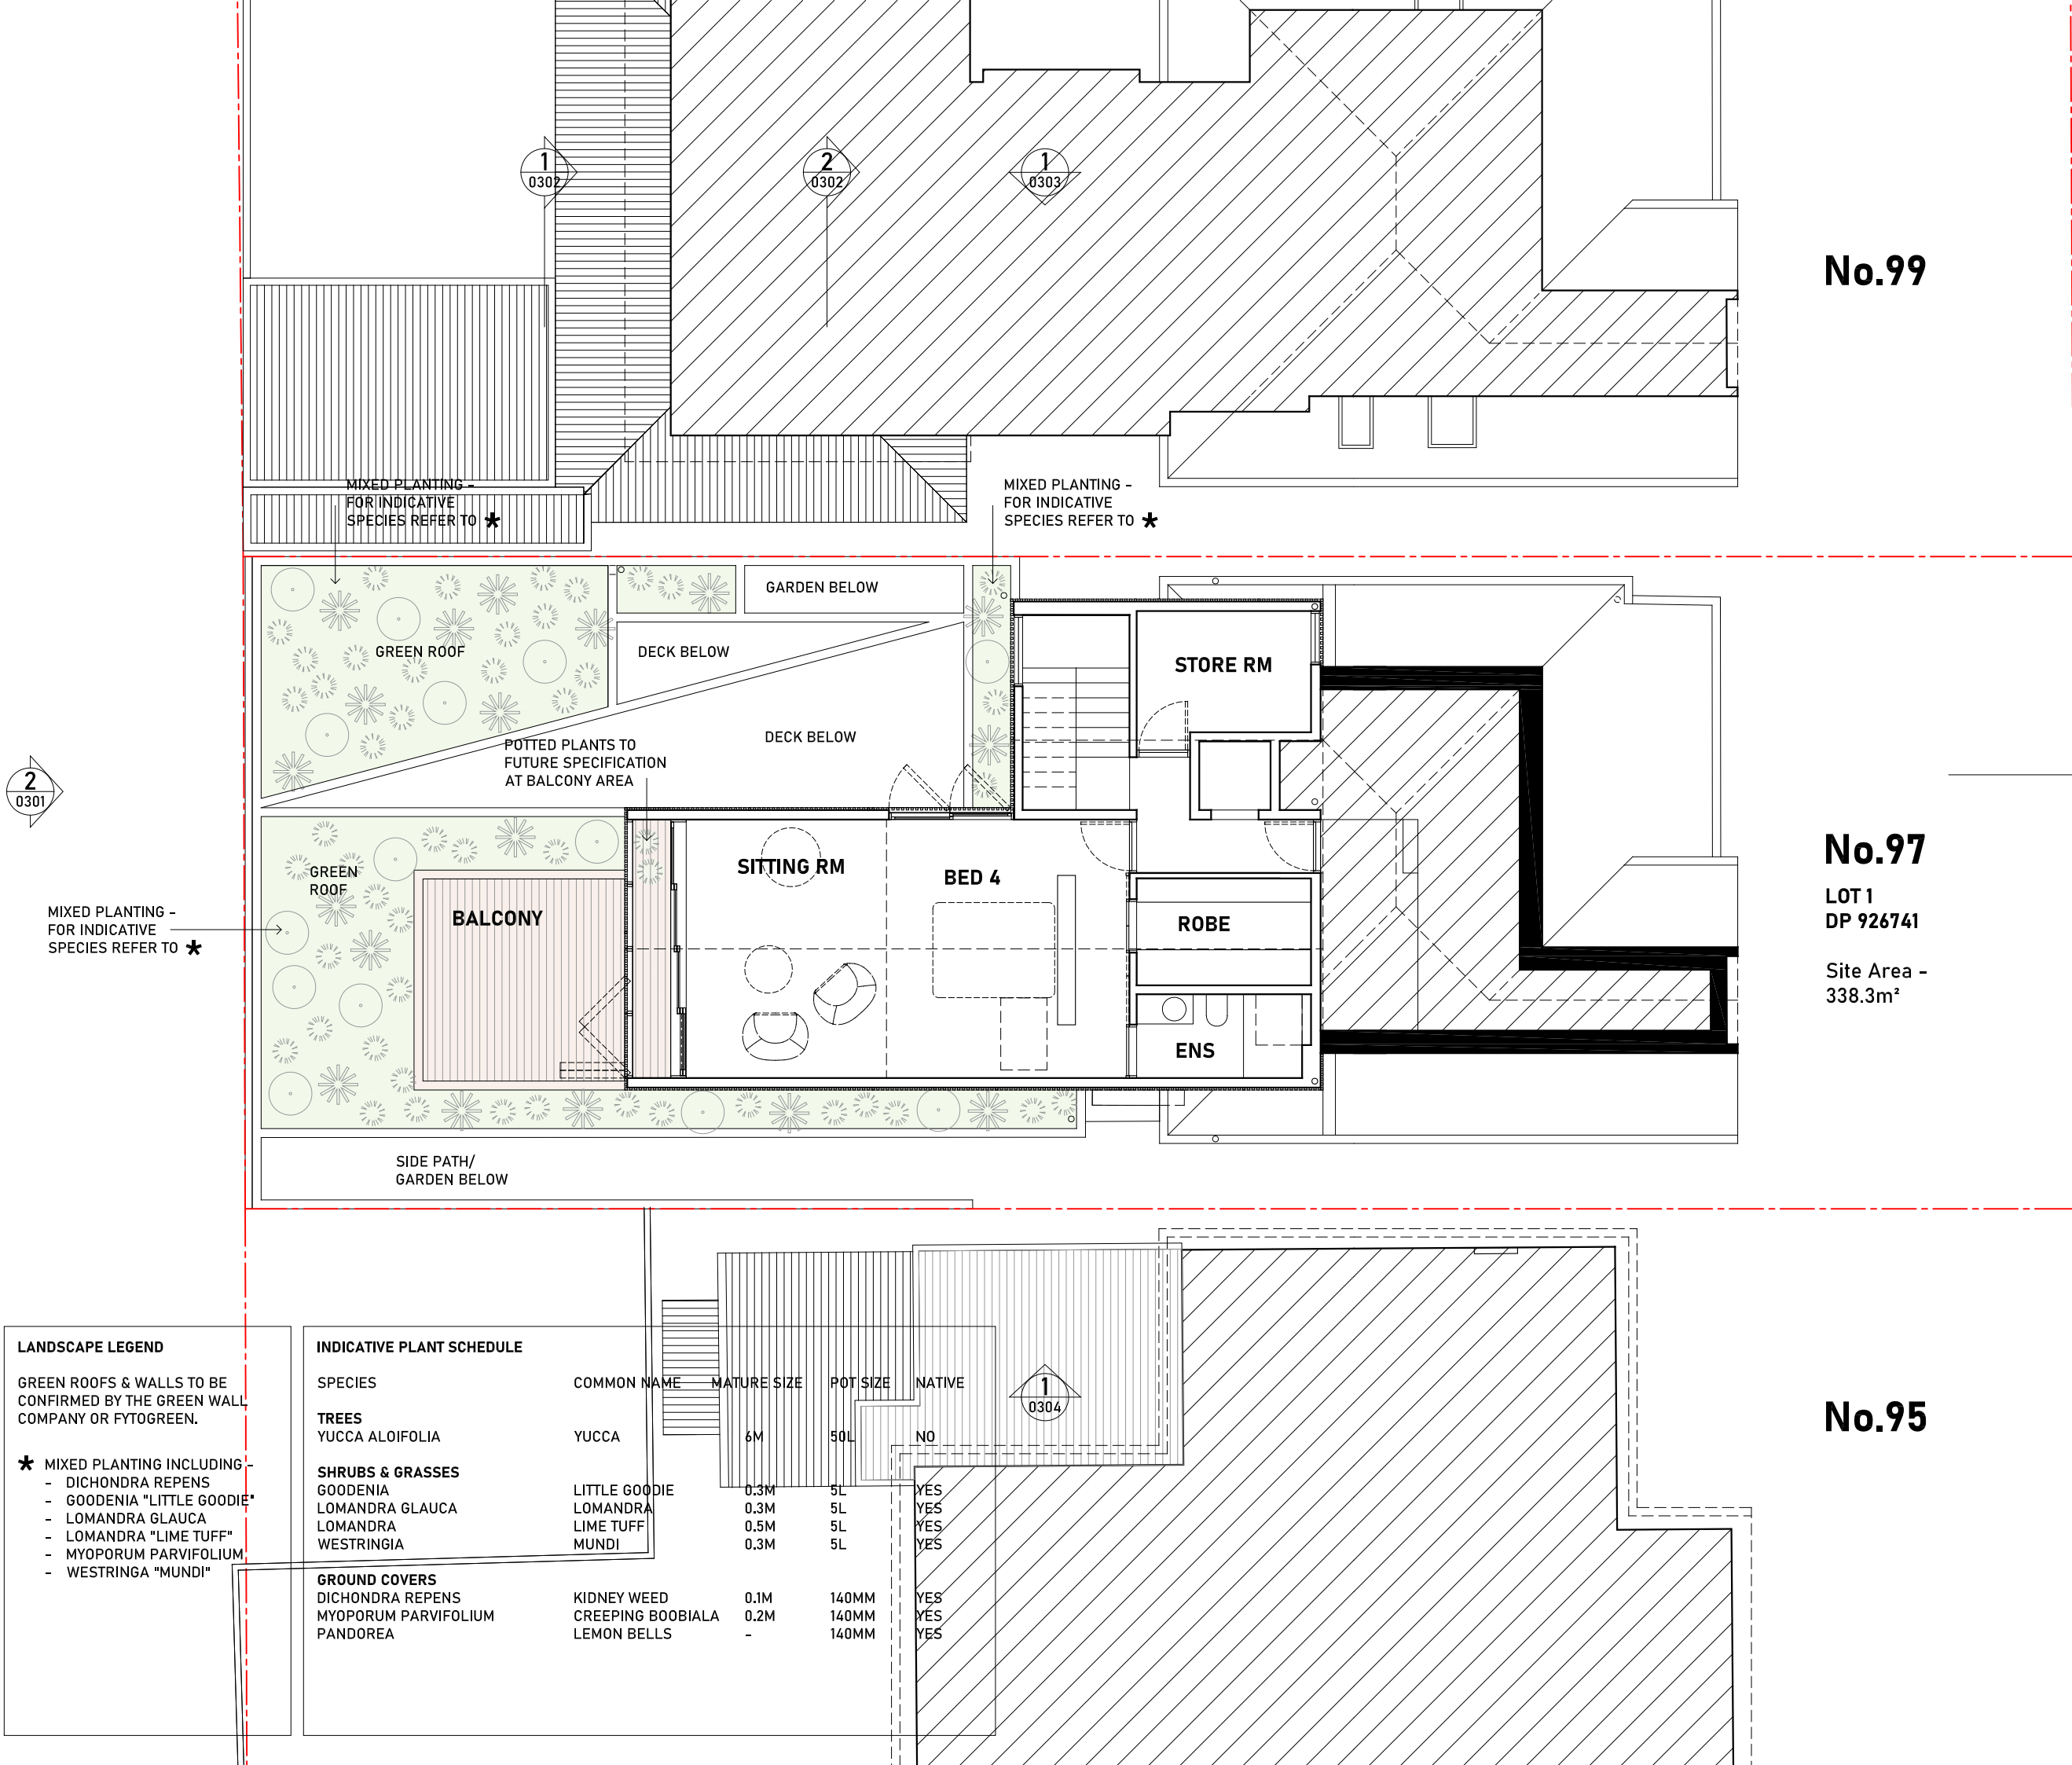 1
0302
2
0302
1
0303
No.99
MIXED PLANTING -
FOR INDICATIVE
SPECIES REFER TO *
MIXED PLANTING -
FOR INDICATIVE
SPECIES REFER TO *
GARDEN BELOW
GREEN ROOF
DECK BELOW
STORE RM
DECK BELOW
POTTED PLANTS TO
FUTURE SPECIFICATION
AT BALCONY AREA
2
0301
SITTING RM
BED 4
GREEN
ROOF
BALCONY
ROBE
MIXED PLANTING -
FOR INDICATIVE
SPECIES REFER TO *
ENS
No.97
LOT 1
DP 926741
Site Area -
338.3m²
SIDE PATH/
GARDEN BELOW
LANDSCAPE LEGEND
GREEN ROOFS & WALLS TO BE
CONFIRMED BY THE GREEN WALL
COMPANY OR FYTOGREEN.
* MIXED PLANTING INCLUDING -
- DICHONDRA REPENS
- GOODENIA "LITTLE GOODIE"
- LOMANDRA GLAUCA
- LOMANDRA "LIME TUFF"
- MYOPORUM PARVIFOLIUM
- WESTRINGA "MUNDI"
INDICATIVE PLANT SCHEDULE
SPECIES COMMON NAME MATURE SIZE POT SIZE NATIVE
TREES
YUCCA ALOIFOLIA YUCCA 6M 50L NO
SHRUBS & GRASSES
GOODENIA LITTLE GOODIE 0.3M 5L YES
LOMANDRA GLAUCA LOMANDRA 0.3M 5L YES
LOMANDRA LIME TUFF 0.5M 5L YES
WESTRINGIA MUNDI 0.3M 5L YES
GROUND COVERS
DICHONDRA REPENS KIDNEY WEED 0.1M 140MM YES
MYOPORUM PARVIFOLIUM CREEPING BOOBIALA 0.2M 140MM YES
PANDOREA LEMON BELLS - 140MM YES
1
0304
No.95